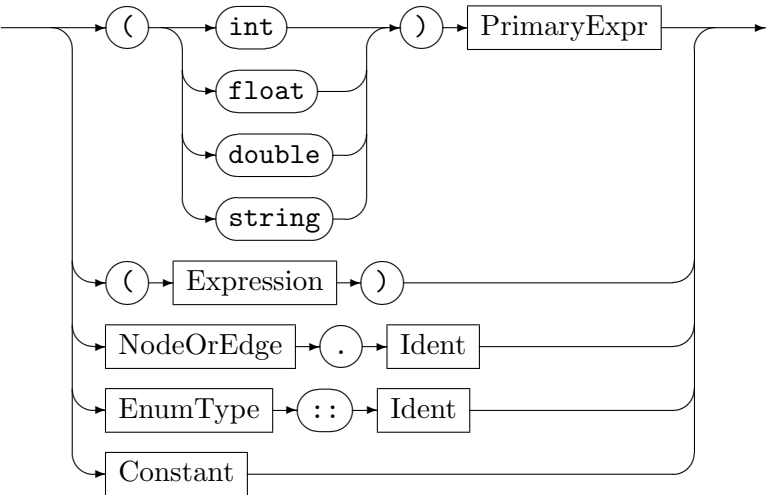 ( int ) PrimaryExpr
float
double
string
( Expression )
NodeOrEdge . Ident
EnumType :: Ident
Constant